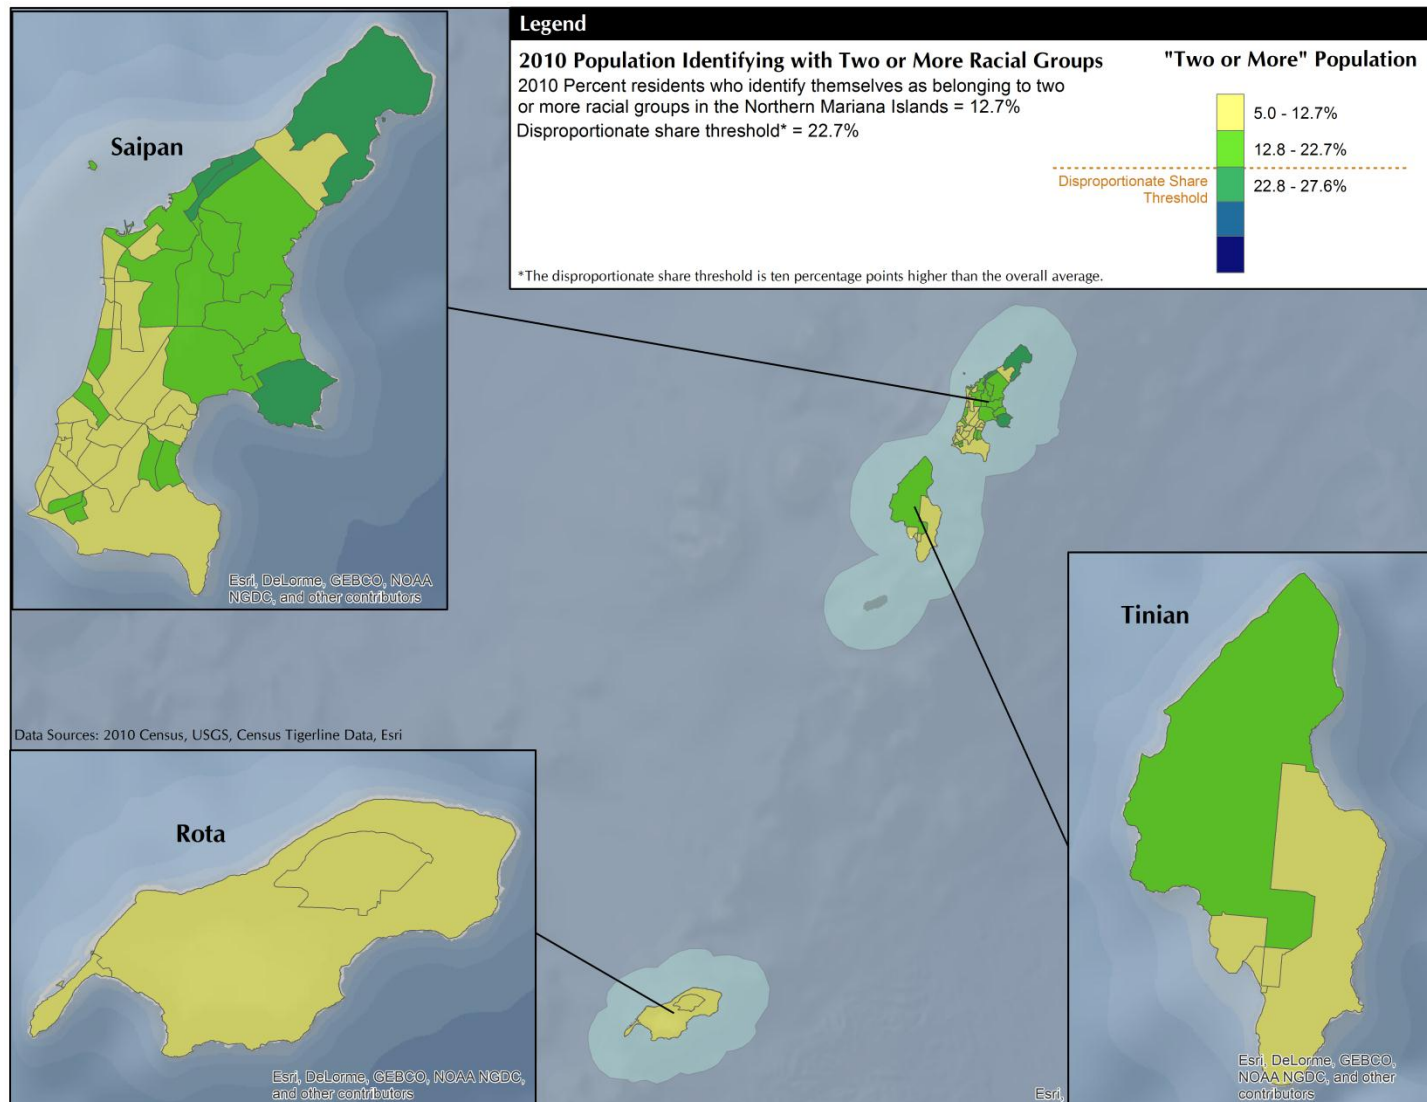 Legend
2010 Population Identifying with Two or More Racial Groups
2010 Percent residents who identify themselves as belonging to two
or more racial groups in the Northern Mariana Islands = 12.7%
Disproportionate share threshold* = 22.7%
*The disproportionate share threshold is ten percentage points higher than the overall average.
"Two or More" Population
5.0 - 12.7%
12.8 - 22.7%
Disproportionate Share
Threshold
22.8 - 27.6%
Saipan
Esri, DeLorme, GEBCO, NOAA
NGDC, and other contributors
Data Sources: 2010 Census, USGS, Census Tigerline Data, Esri
Rota
Esri, DeLorme, GEBCO, NOAA NGDC,
and other contributors
Esri,
Tinian
Esri, DeLorme, GEBCO,
NOAA NGDC, and other
contributors